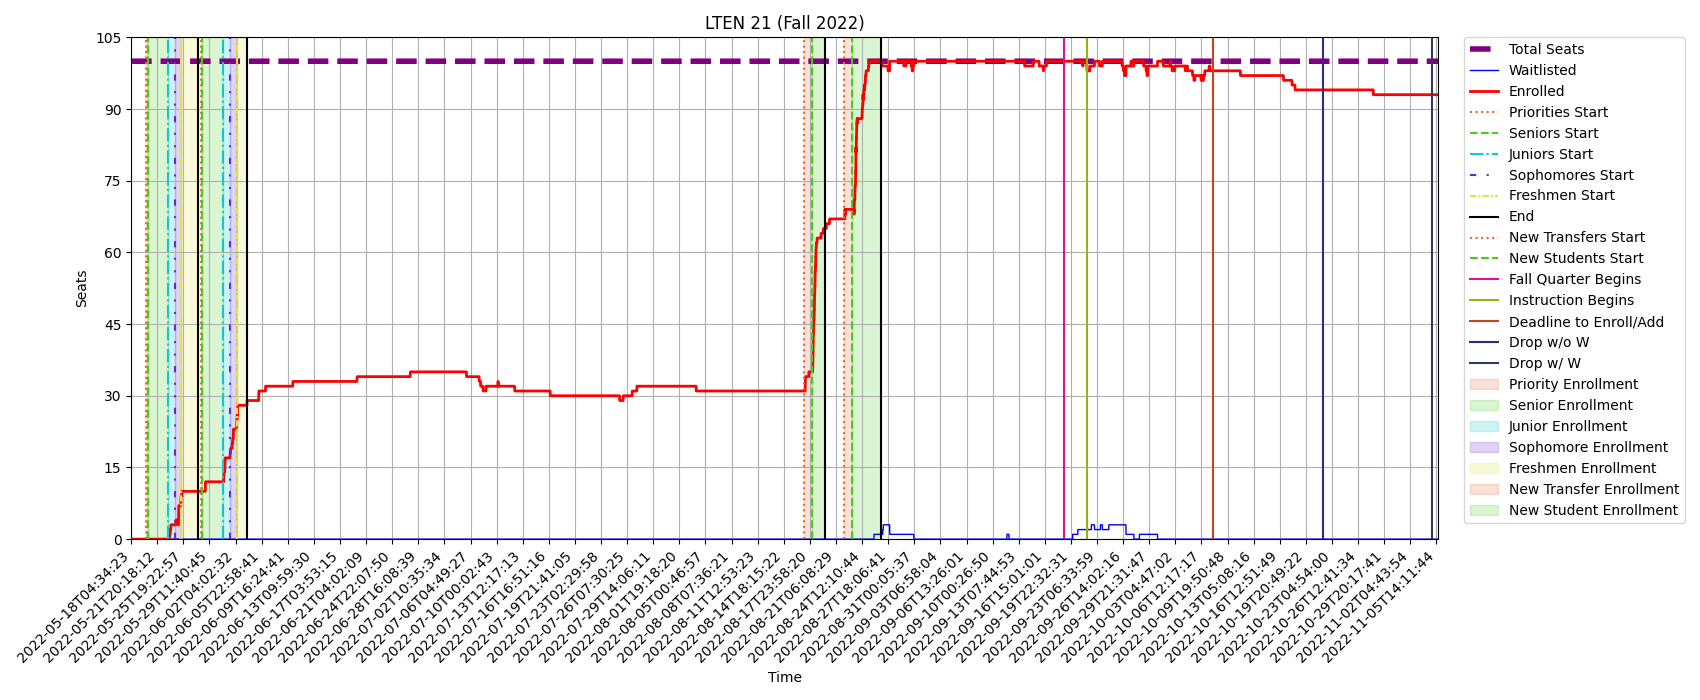 LTEN 21 (Fall 2022)
105
90
75
60
45
30
15
0
Seats
2022-05-18T04:34:23
2022-05-21T20:18:12
2022-05-25T19:22:57
2022-05-29T11:40:45
2022-06-02T04:02:32
2022-06-05T22:58:41
2022-06-09T16:24:41
2022-06-13T09:59:30
2022-06-17T03:53:15
2022-06-21T04:02:09
2022-06-24T22:07:50
2022-06-28T16:08:39
2022-07-02T10:35:34
2022-07-06T04:49:27
2022-07-10T00:02:43
2022-07-13T12:17:13
2022-07-16T16:51:16
2022-07-19T21:41:05
2022-07-23T02:29:58
2022-07-26T07:30:25
2022-07-29T14:06:11
2022-08-01T19:18:20
2022-08-05T00:46:57
2022-08-08T07:36:21
2022-08-11T12:53:23
2022-08-14T18:15:22
2022-08-17T23:58:20
2022-08-21T06:08:29
2022-08-24T12:10:44
2022-08-27T18:06:41
2022-08-31T00:05:37
2022-09-03T06:58:04
2022-09-06T13:26:01
2022-09-10T00:26:50
2022-09-13T07:44:53
2022-09-16T15:01:01
2022-09-19T22:32:31
2022-09-23T06:33:59
2022-09-26T14:02:16
2022-09-29T21:31:47
2022-10-03T04:47:02
2022-10-06T12:17:17
2022-10-09T19:50:48
2022-10-13T05:08:16
2022-10-16T12:51:49
2022-10-19T20:49:22
2022-10-23T04:54:00
2022-10-26T12:41:34
2022-10-29T20:17:41
2022-11-02T04:43:54
2022-11-05T14:11:44
Time
Total Seats
Waitlisted
Enrolled
Priorities Start
Seniors Start
Juniors Start
Sophomores Start
Freshmen Start
End
New Transfers Start
New Students Start
Fall Quarter Begins
Instruction Begins
Deadline to Enroll/Add
Drop w/o W
Drop w/ W
Priority Enrollment
Senior Enrollment
Junior Enrollment
Sophomore Enrollment
Freshmen Enrollment
New Transfer Enrollment
New Student Enrollment